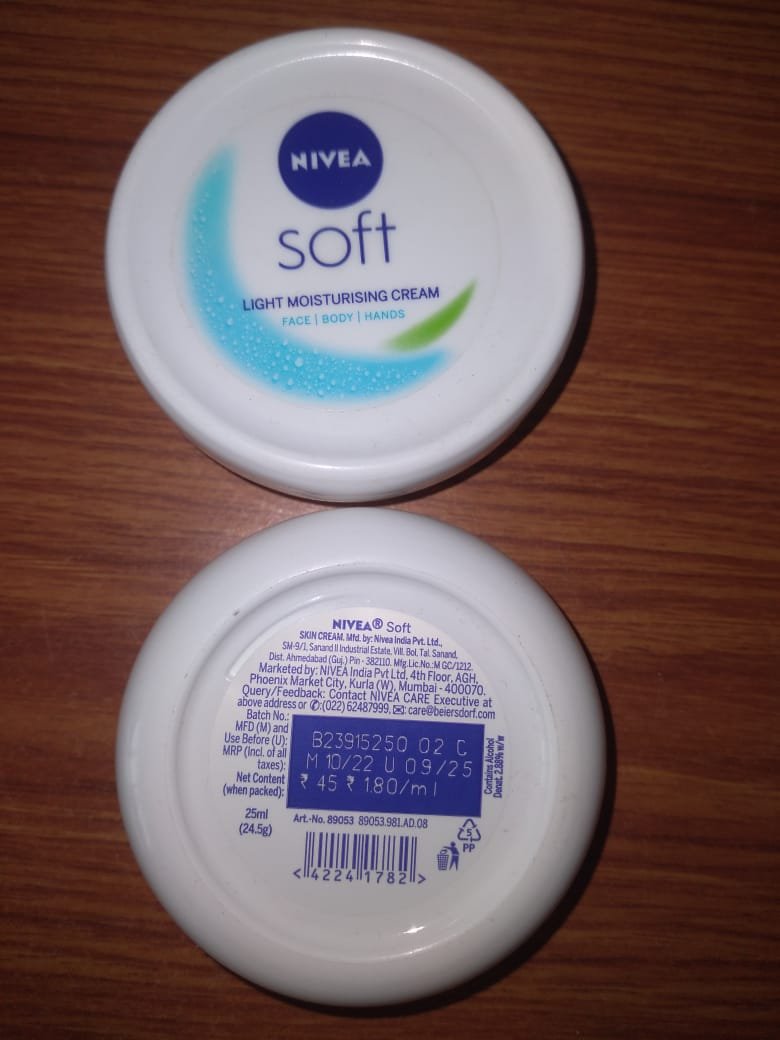 NIVEA
soft
LIGHT MOISTURISING CREAM
FACE | BODY | HANDS
NIVEA® Soft
SKIN CREAM. Mfd. by: Nivea India Pvt. Ltd.,
SM-9/1, Sanand II Industrial Estate, Vill. Bol, Tal. Sanand,
Dist. Ahmedabad (Guj.) Pin - 382110. Mfg.Lic.No.:M GC/1212.
Marketed by: NIVEA India Pvt Ltd, 4th Floor, AGH,
Phoenix Market City, Kurla (W), Mumbai - 400070.
Query/Feedback: Contact NIVEA CARE Executive at
above address or ✆:(022) 62487999, ✉: care@beiersdorf.com
Batch No.:
MFD (M) and
Use Before (U):
MRP (Incl. of all
taxes):
Net Content
(when packed):
25ml
(24.5g)
B23915250 02 C
M 10/22 U 09/25
₹ 45 ₹ 1.80/ml
Contains Alcohol
Denat. 2.88% w/w
Art.-No. 89053 89053.981.AD.08
<42241782>
5
PP